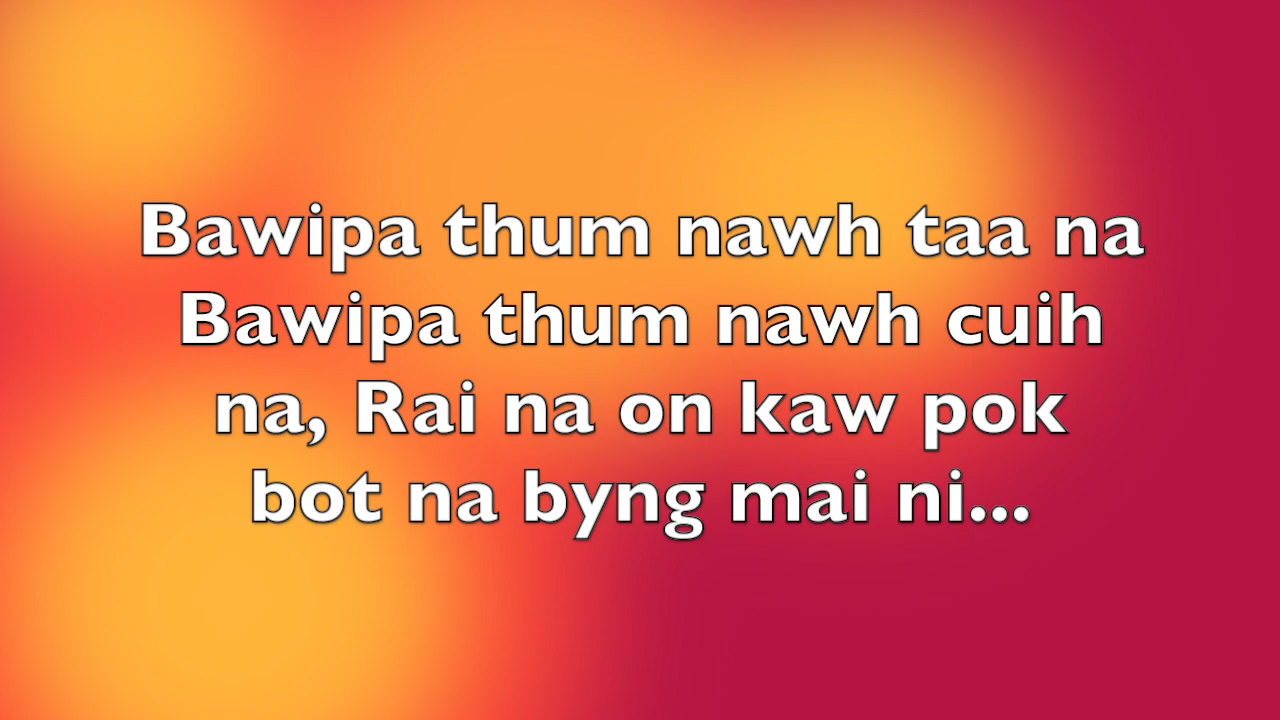 Bawipa thum nawh taa na
Bawipa thum nawh cuih
na, Rai na on kaw pok
bot na byng mai ni...